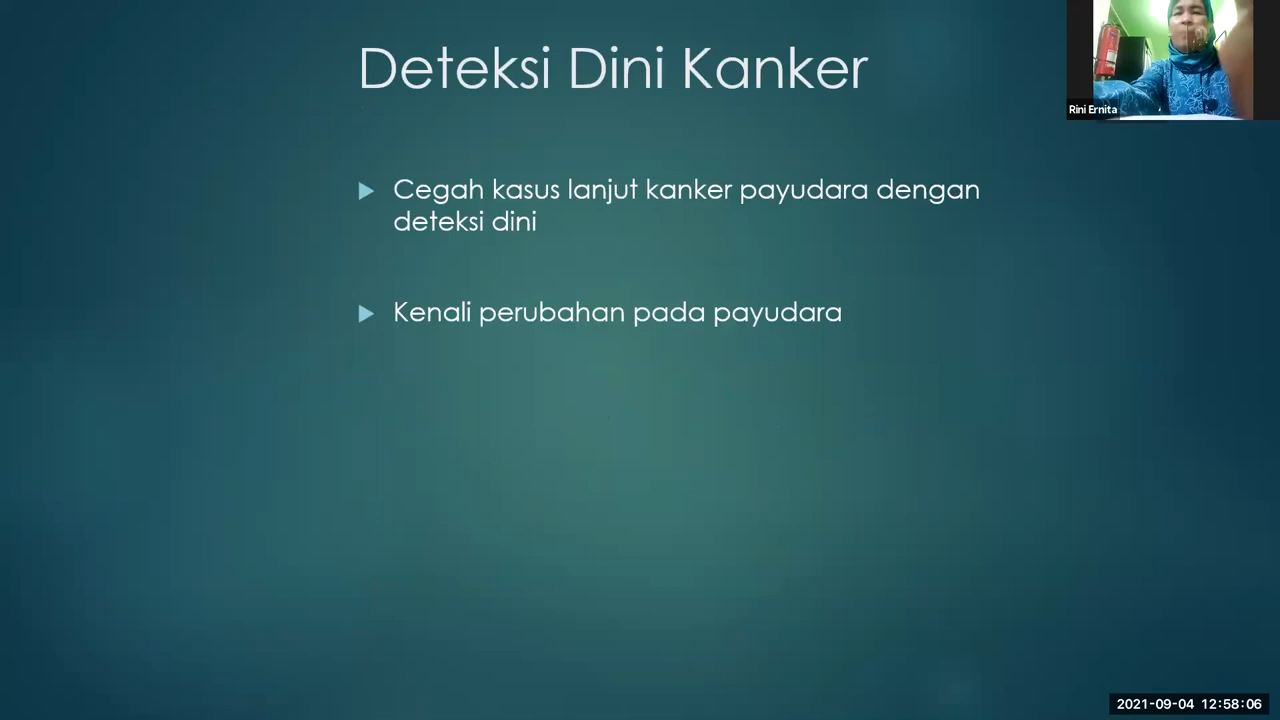 Deteksi Dini Kanker
Rini Ernita
Cegah kasus lanjut kanker payudara dengan
deteksi dini
Kenali perubahan pada payudara
2021-09-04 12:58:06